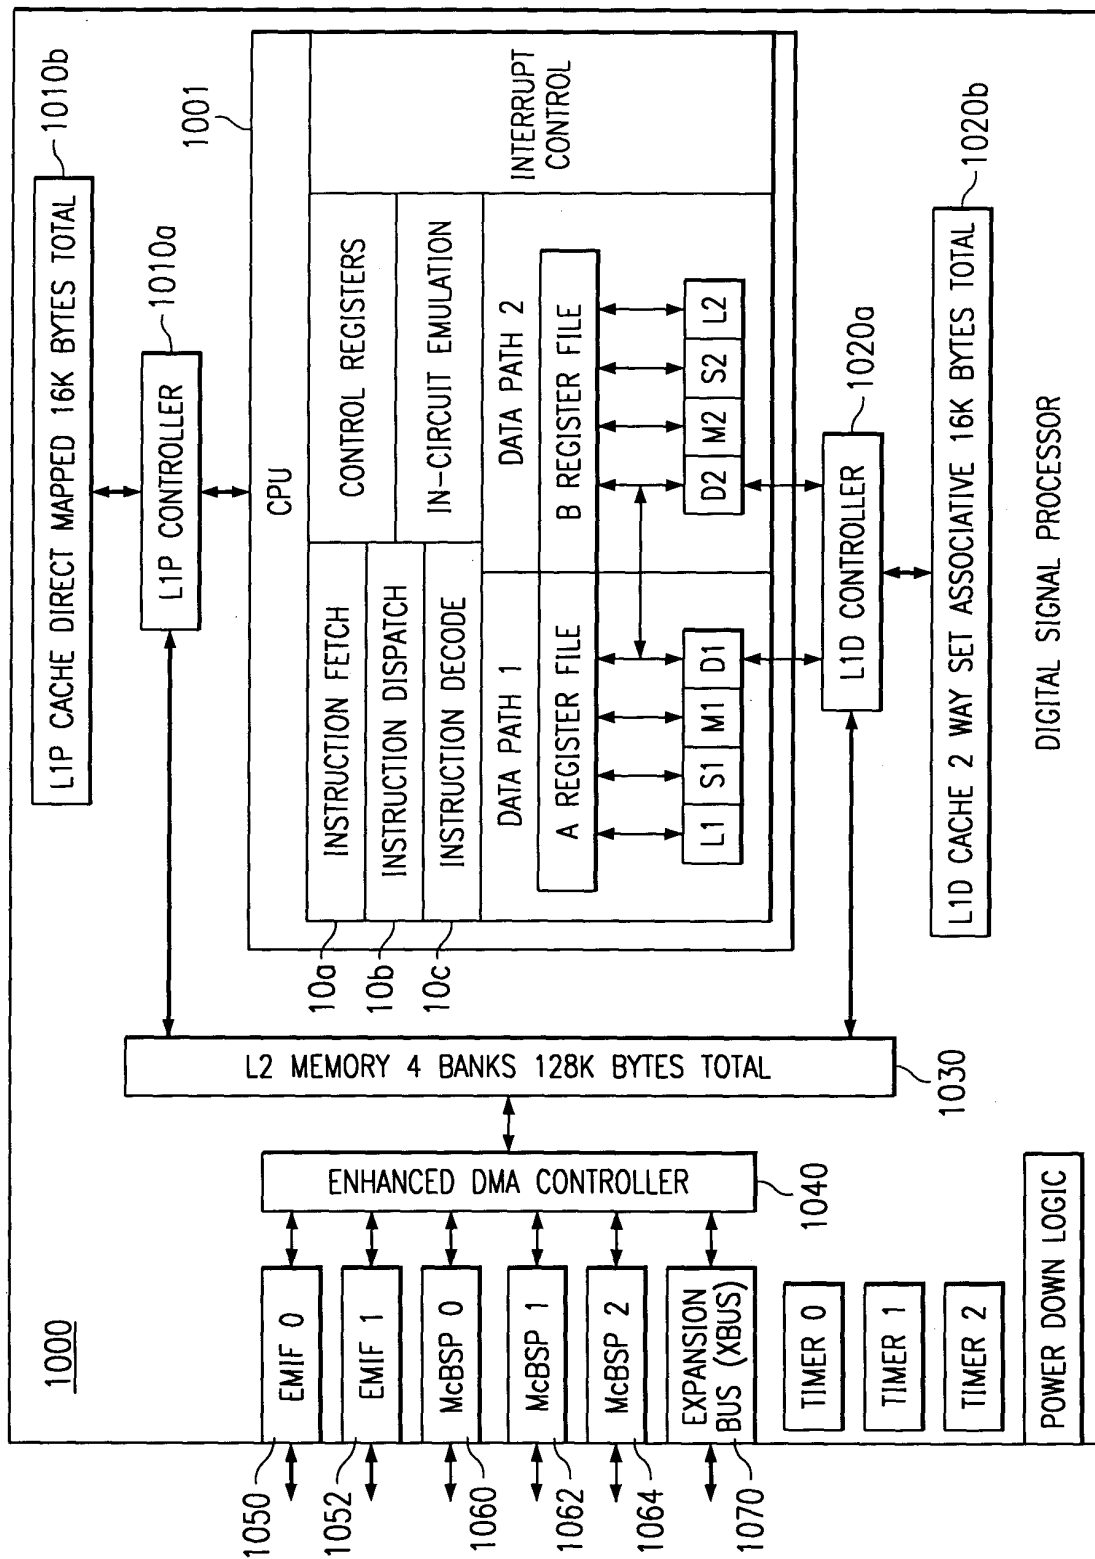 1000
1050
EMIF 0
1052
EMIF 1
1060
McBSP 0
1062
McBSP 1
1064
McBSP 2
1070
EXPANSION
BUS (XBUS)
TIMER 0
TIMER 1
TIMER 2
POWER DOWN LOGIC
ENHANCED DMA CONTROLLER
1040
L2 MEMORY 4 BANKS 128K BYTES TOTAL
1030
L1P CACHE DIRECT MAPPED 16K BYTES TOTAL
1010b
L1P CONTROLLER
1010a
1001
CPU
10a
INSTRUCTION FETCH
10b
INSTRUCTION DISPATCH
10c
INSTRUCTION DECODE
CONTROL REGISTERS
IN-CIRCUIT EMULATION
INTERRUPT
CONTROL
DATA PATH 1
DATA PATH 2
A REGISTER FILE
B REGISTER FILE
L1 S1 M1 D1
D2 M2 S2 L2
L1D CONTROLLER
1020a
L1D CACHE 2 WAY SET ASSOCIATIVE 16K BYTES TOTAL
1020b
DIGITAL SIGNAL PROCESSOR